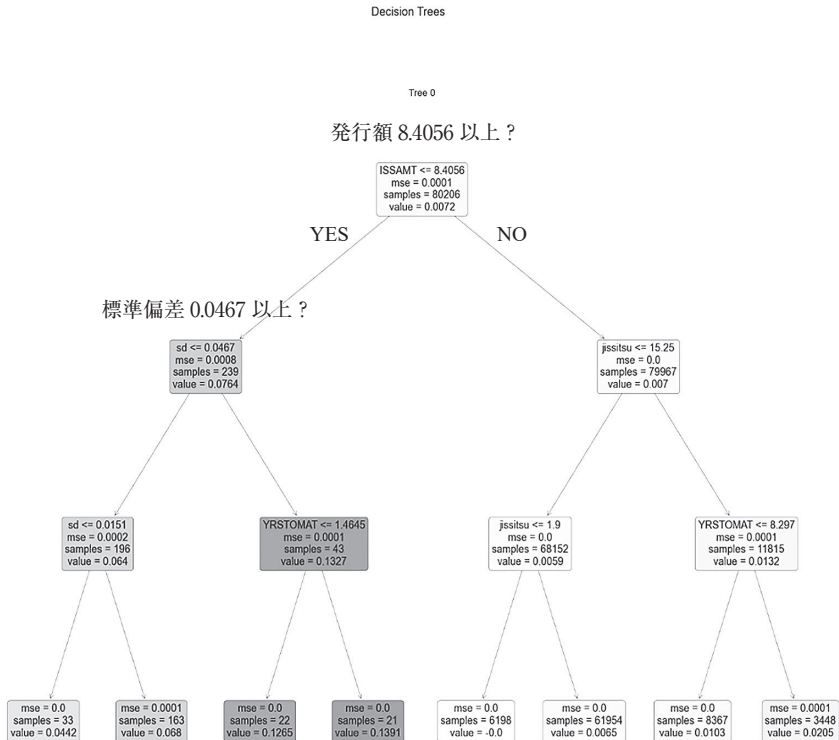 Decision Trees
Tree 0
発行額 8.4056 以上？
ISSAMT <= 8.4056
mse = 0.0001
samples = 80206
value = 0.0072
YES
NO
標準偏差 0.0467 以上？
sd <= 0.0467
mse = 0.0008
samples = 239
value = 0.0764
jissitsu <= 15.25
mse = 0.0
samples = 79967
value = 0.007
sd <= 0.0151
mse = 0.0002
samples = 196
value = 0.064
YRSTOMAT <= 1.4645
mse = 0.0001
samples = 43
value = 0.1327
jissitsu <= 1.9
mse = 0.0
samples = 68152
value = 0.0059
YRSTOMAT <= 8.297
mse = 0.0001
samples = 11815
value = 0.0132
mse = 0.0
samples = 33
value = 0.0442
mse = 0.0001
samples = 163
value = 0.068
mse = 0.0
samples = 22
value = 0.1265
mse = 0.0
samples = 21
value = 0.1391
mse = 0.0
samples = 6198
value = -0.0
mse = 0.0
samples = 61954
value = 0.0065
mse = 0.0
samples = 8367
value = 0.0103
mse = 0.0001
samples = 3448
value = 0.0208